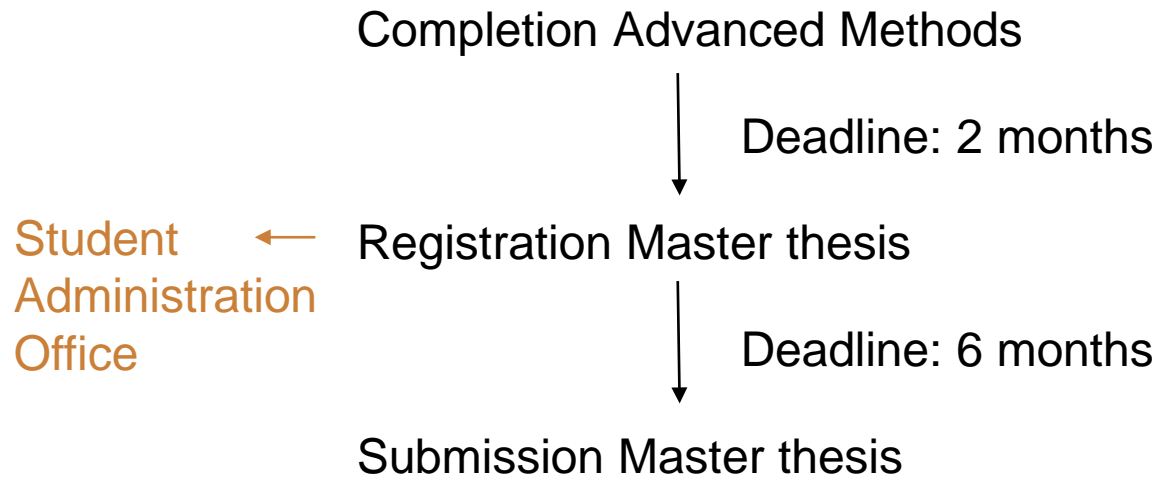 Completion Advanced Methods
Deadline: 2 months
Student
Administration
Office
Registration Master thesis
Deadline: 6 months
Submission Master thesis